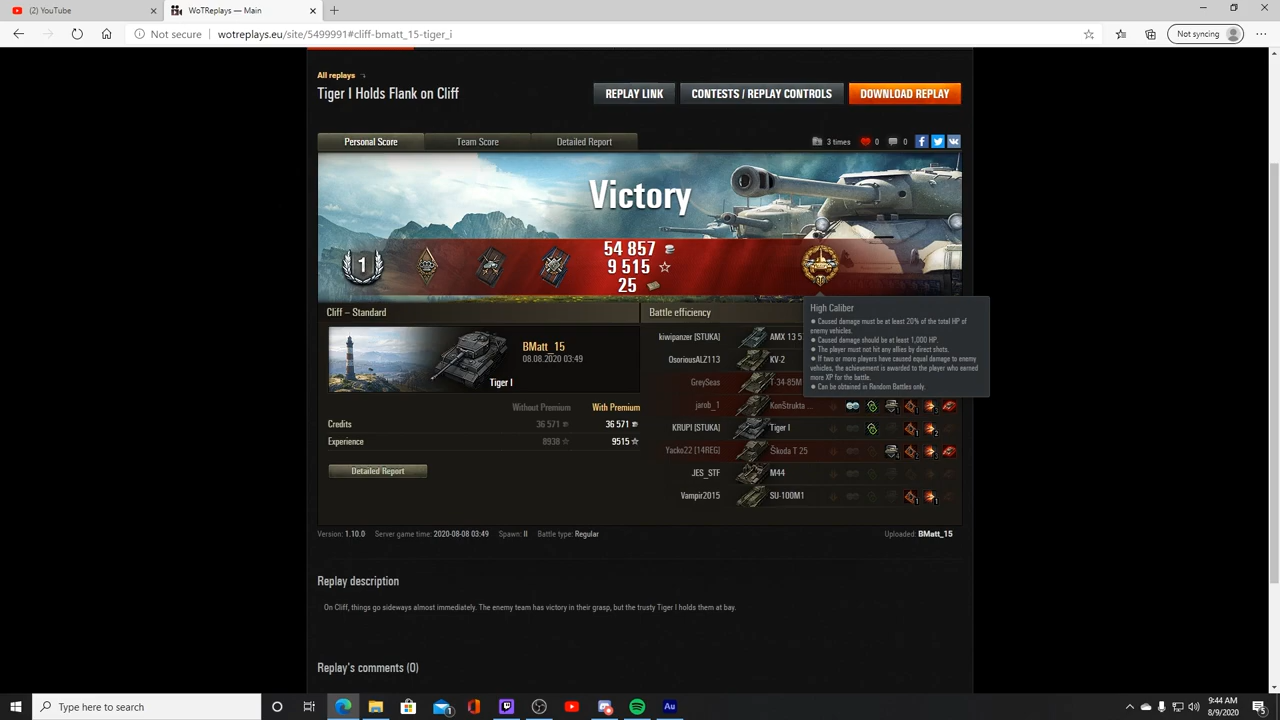 (2) YouTube
WoTReplays — Main
Not secure
wotreplays.eu/site/5499991#cliff-bmatt_15-tiger_i
Not syncing
All replays
Tiger I Holds Flank on Cliff
REPLAY LINK
CONTESTS / REPLAY CONTROLS
DOWNLOAD REPLAY
Personal Score
Team Score
Detailed Report
3 times
0
0
Victory
1
54 857
9 515
25
Cliff – Standard
Battle efficiency
BMatt_15
08.08.2020 03:49
Tiger I
Without Premium With Premium
Credits 36 571 36 571
Experience 8938 9515
Detailed Report
High Caliber
Caused damage must be at least 20% of the total HP of
enemy vehicles.
Caused damage should be at least 1,000 HP.
The player must not hit any allies by direct shots.
If two or more players have caused equal damage to enemy
vehicles, the achievement is awarded to the player who earned
more XP for the battle.
Can be obtained in Random Battles only.
kiwipanzer [STUKA] AMX 13 5
OsoriousALZ113 KV-2
GreySeas T-34-85M
jarob_1 Konštrukta ...
KRUPI [STUKA] Tiger I
Yacko22 [14REG] Škoda T 25
JES_STF M44
Vampir2015 SU-100M1
Version: 1.10.0 Server game time: 2020-08-08 03:49 Spawn: II Battle type: Regular
Uploaded: BMatt_15
Replay description
On Cliff, things go sideways almost immediately. The enemy team has victory in their grasp, but the trusty Tiger I holds them at bay.
Replay's comments (0)
Type here to search
Au
9:44 AM
8/9/2020